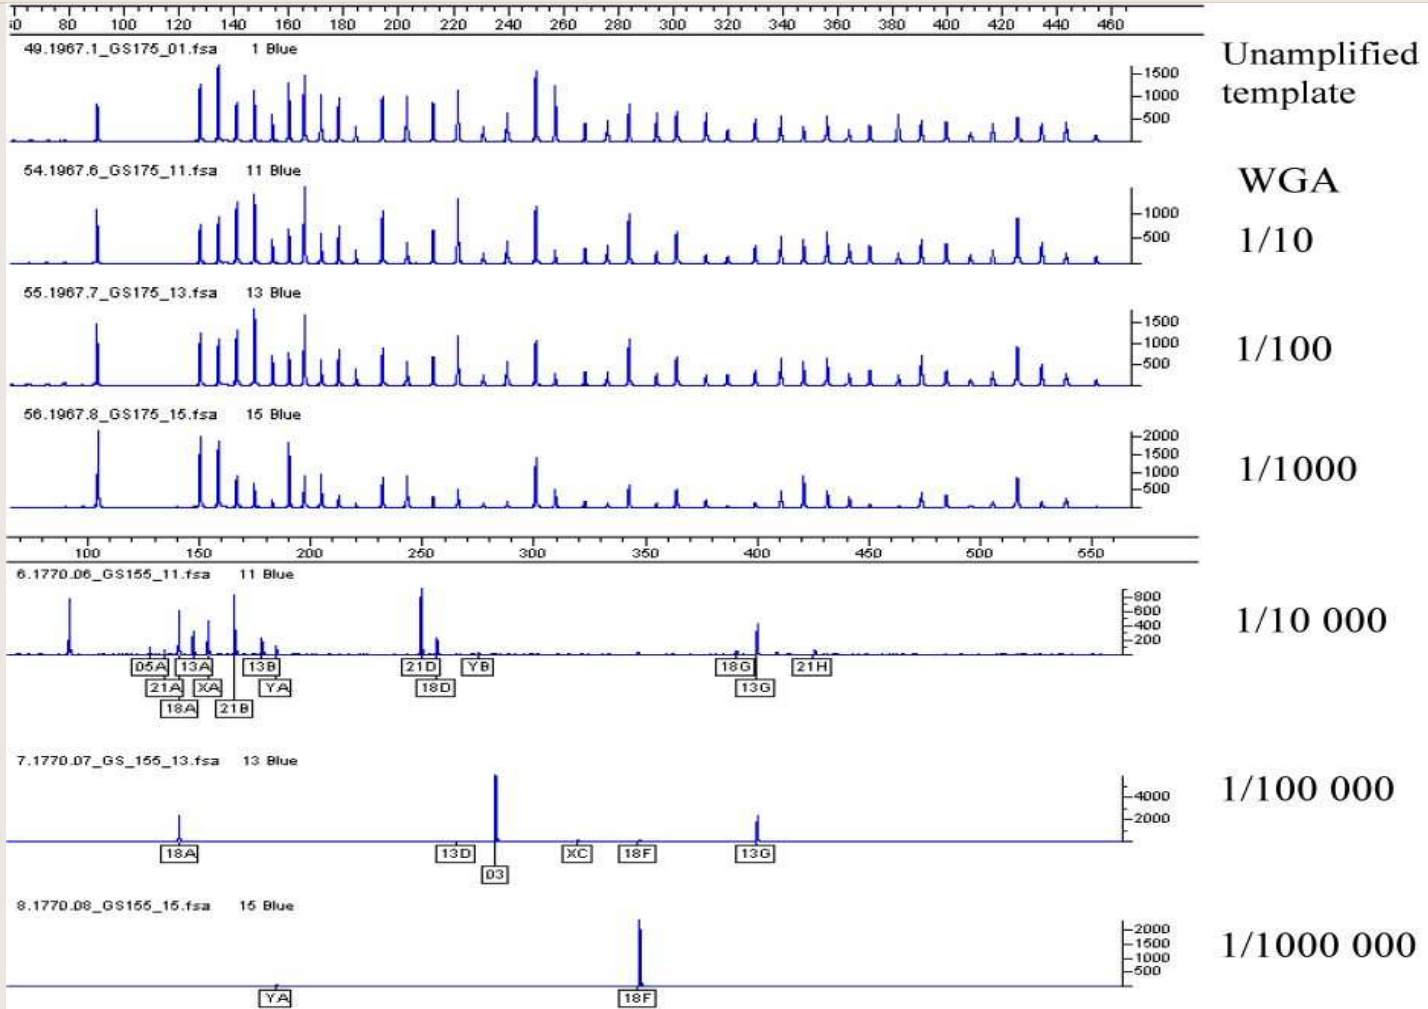 60 80 100 120 140 160 180 200 220 240 260 280 300 320 340 360 380 400 420 440 460
49.1967.1_GS175_01.fsa 1 Blue
Unamplified
template
1500
1000
500
54.1967.6_GS175_11.fsa 11 Blue
WGA
1/10
1000
500
55.1967.7_GS175_13.fsa 13 Blue
1/100
1500
1000
500
56.1967.8_GS175_15.fsa 15 Blue
1/1000
2000
1500
1000
500
100 150 200 250 300 350 400 450 500 550
6.1770.06_GS155_11.fsa 11 Blue
1/10 000
800
600
400
200
05A 13A 13B 21D YB 18G 21H
21A XA YA 18D 13G
18A 21B
7.1770.07_GS_155_13.fsa 13 Blue
1/100 000
4000
2000
18A 13D XC 18F 13G
03
8.1770.08_GS155_15.fsa 15 Blue
1/1000 000
2000
1500
1000
500
YA 18F